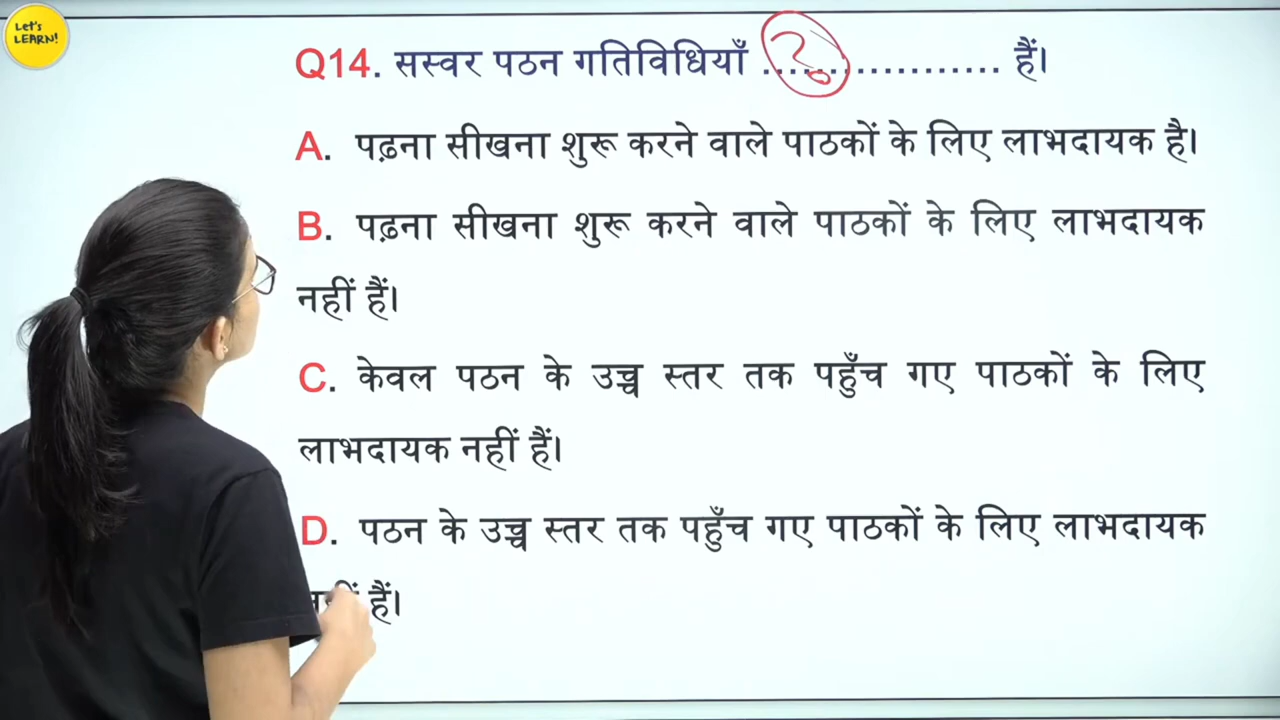 Let's
LEARN!
Q14. सस्वर पठन गतिविधियाँ ................... हैं।
?
A. पढ़ना सीखना शुरू करने वाले पाठकों के लिए लाभदायक है।
B. पढ़ना सीखना शुरू करने वाले पाठकों के लिए लाभदायक
नहीं हैं।
C. केवल पठन के उच्च स्तर तक पहुँच गए पाठकों के लिए
लाभदायक नहीं हैं।
D. पठन के उच्च स्तर तक पहुँच गए पाठकों के लिए लाभदायक
हैं।